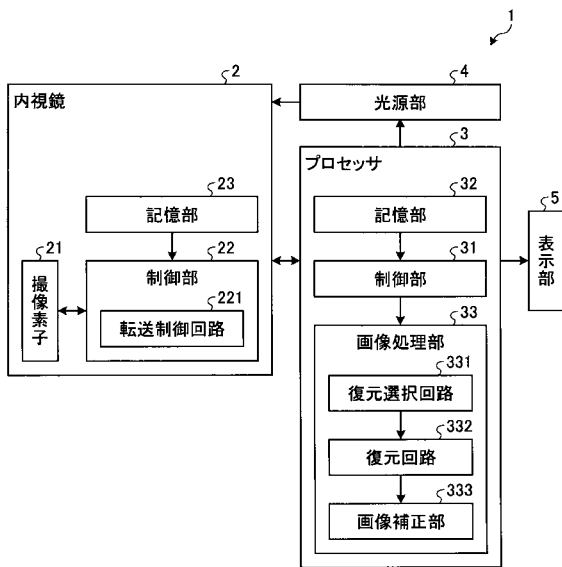 1
2
内視鏡
4
光源部
3
プロセッサ
23
記憶部
32
記憶部
5
表示部
21
撮像素子
22
制御部
31
制御部
221
転送制御回路
33
画像処理部
331
復元選択回路
332
復元回路
333
画像補正部